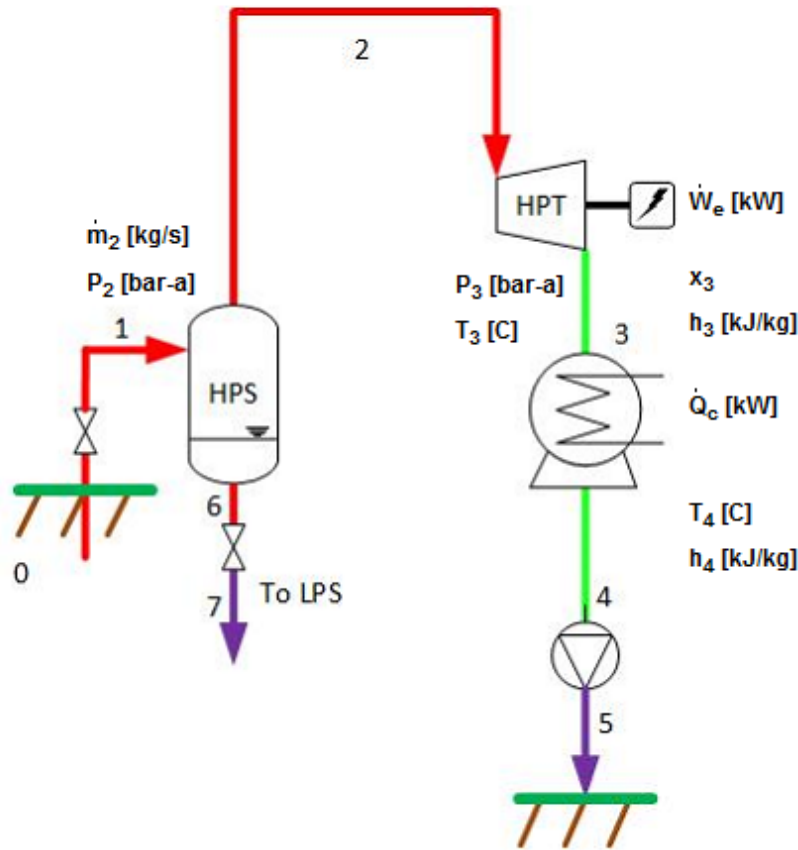 2
HPT
Ẇe [kW]
ṁ2 [kg/s]
P2 [bar-a]
1
HPS
P3 [bar-a]
T3 [C]
3
x3
h3 [kJ/kg]
Q̇c [kW]
6
0
7
To LPS
T4 [C]
h4 [kJ/kg]
4
5